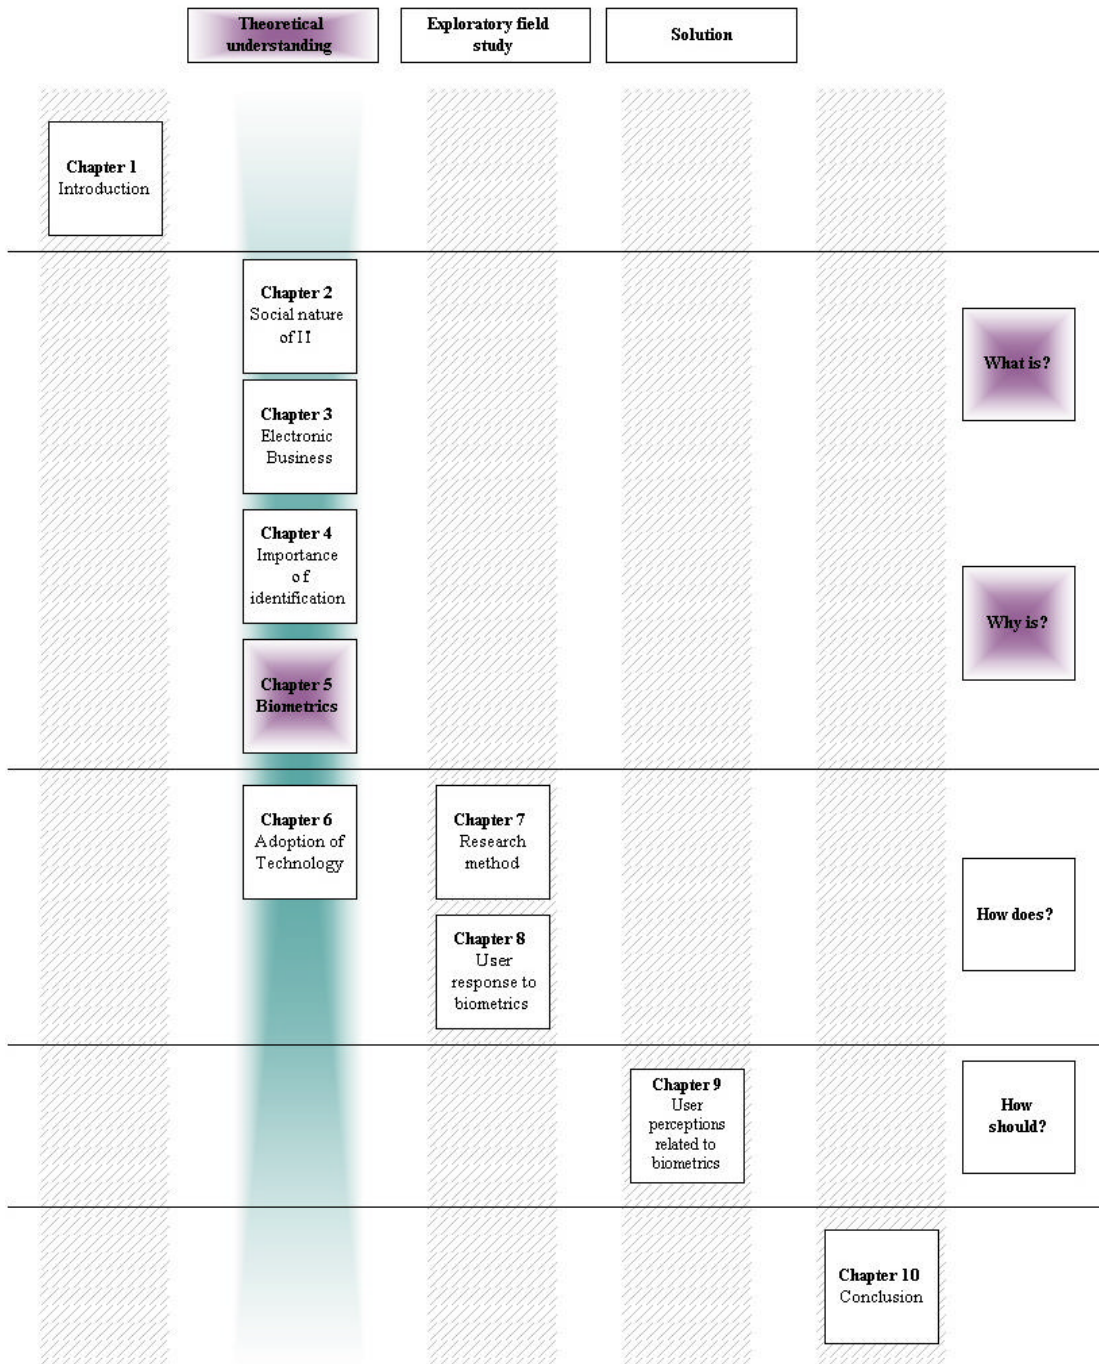 Theoretical
understanding
Exploratory field
study
Solution
Chapter 1
Introduction
Chapter 2
Social nature
of II
What is?
Chapter 3
Electronic
Business
Chapter 4
Importance
of
identification
Why is?
Chapter 5
Biometrics
Chapter 6
Adoption of
Technology
Chapter 7
Research
method
How does?
Chapter 8
User
response to
biometrics
Chapter 9
User
perceptions
related to
biometrics
How
should?
Chapter 10
Conclusion